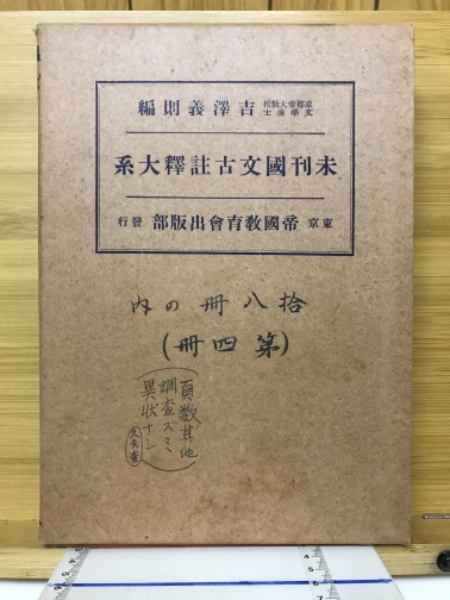 京都帝大教授
文學博士
吉澤義則編
未刊國文古註釋大系
東京 帝國教育會出版部 發行
拾八冊の内
(第四冊)
(頁数其他
調査ズミ、
異状ナシ)